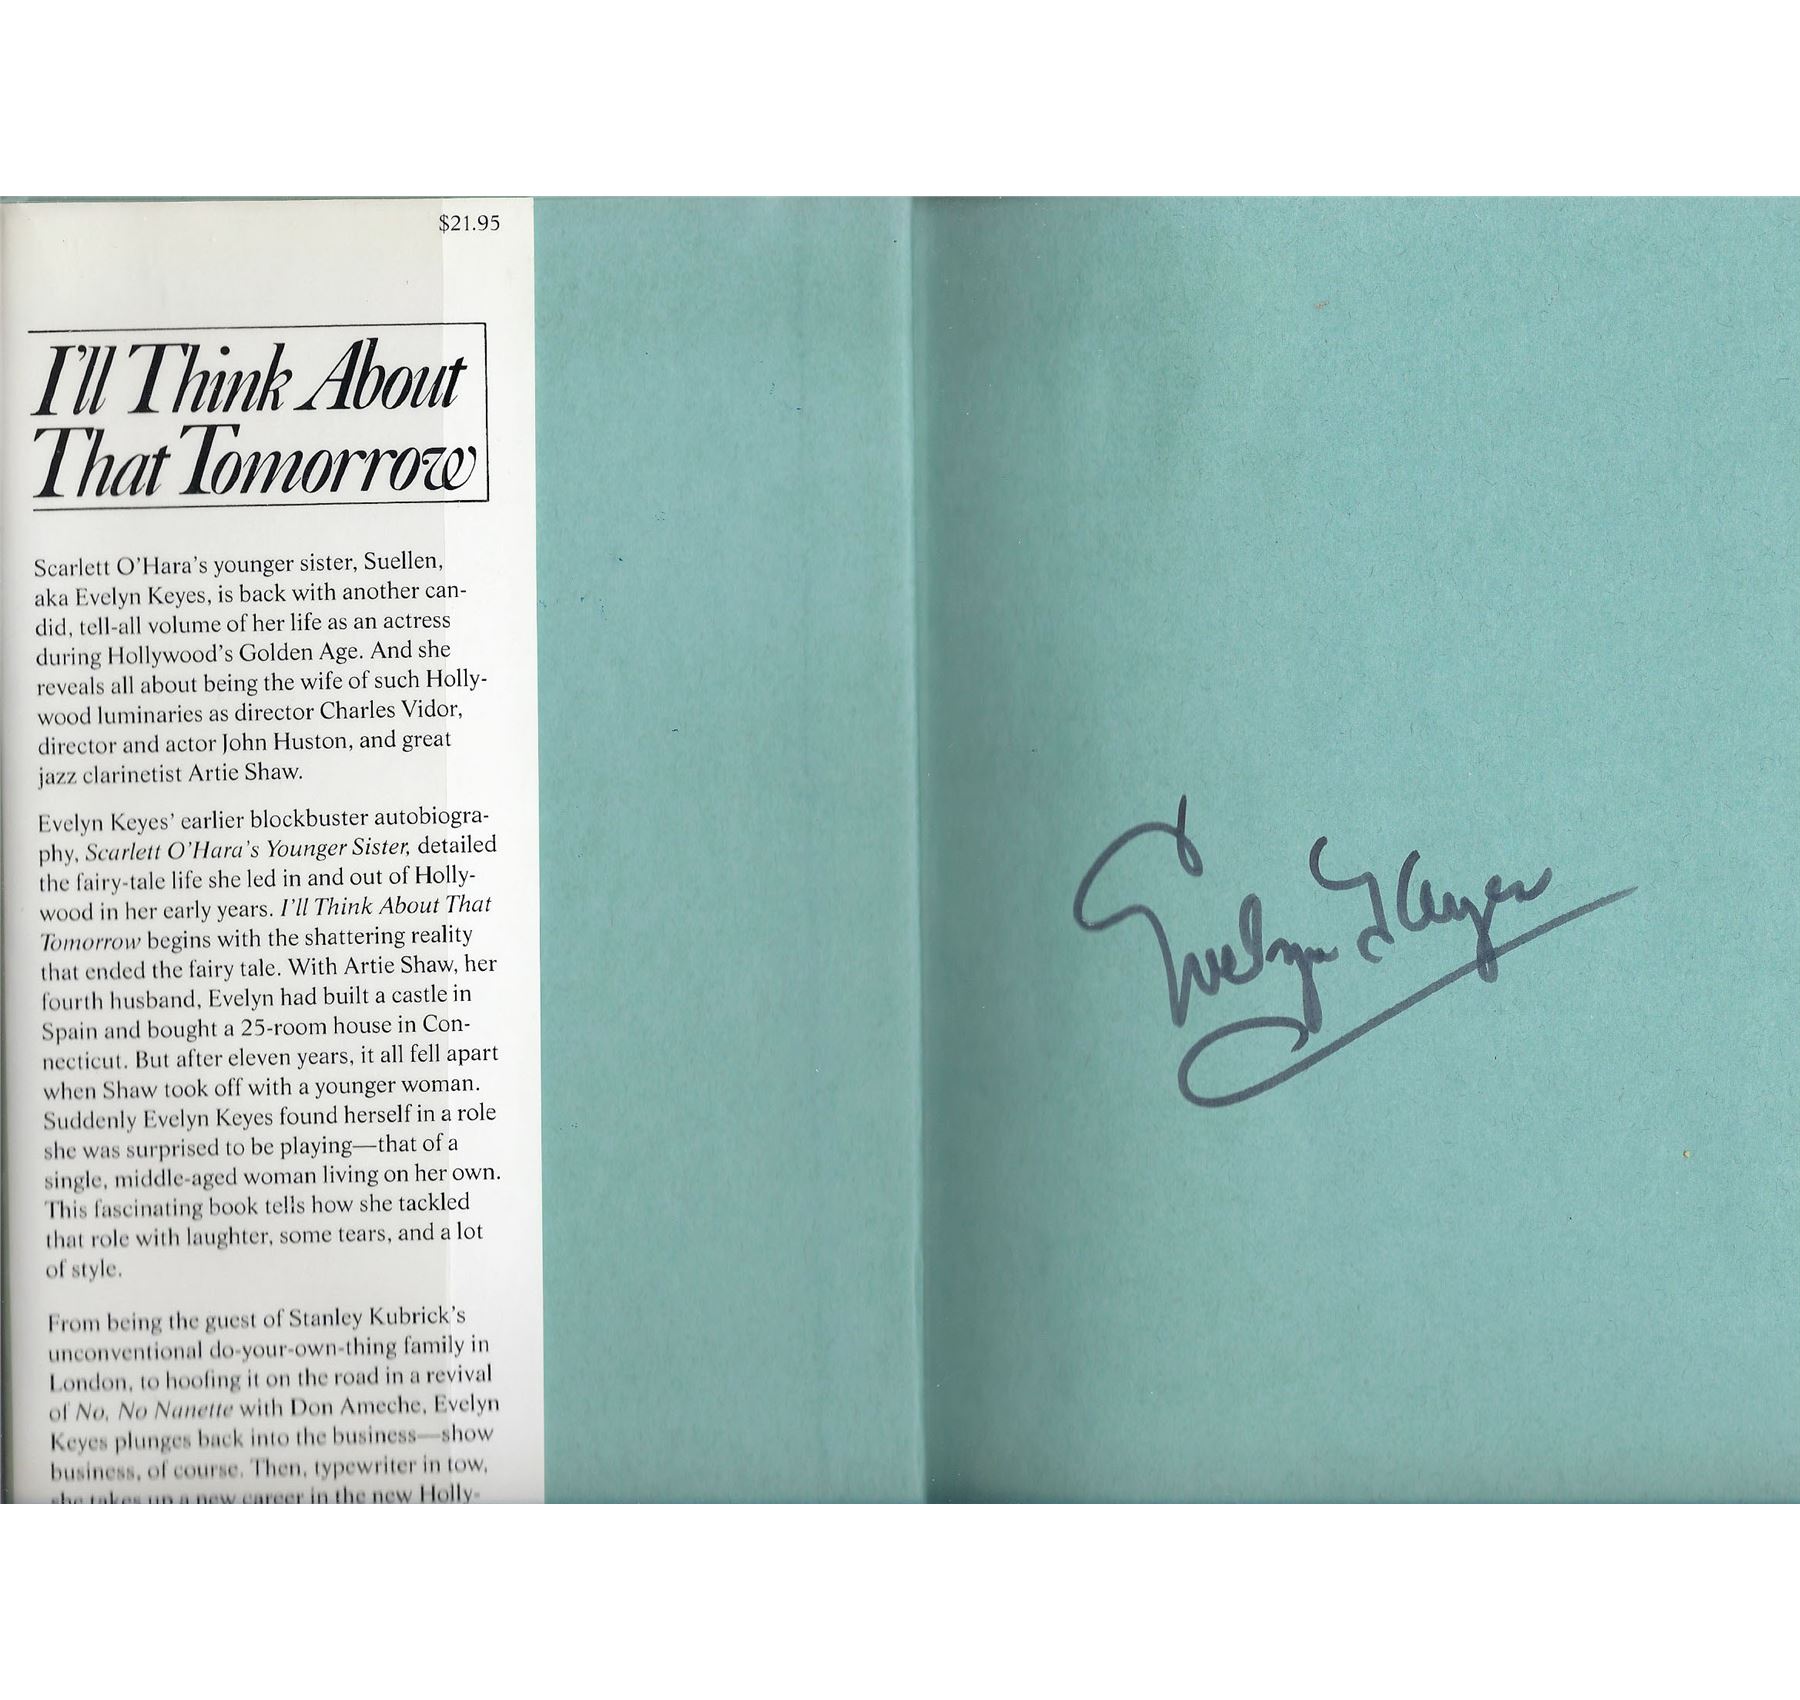 $21.95
I'll Think About
That Tomorrow
Scarlett O'Hara's younger sister, Suellen,
aka Evelyn Keyes, is back with another can-
did, tell-all volume of her life as an actress
during Hollywood's Golden Age. And she
reveals all about being the wife of such Holly-
wood luminaries as director Charles Vidor,
director and actor John Huston, and great
jazz clarinetist Artie Shaw.
Evelyn Keyes' earlier blockbuster autobiogra-
phy, Scarlett O'Hara's Younger Sister, detailed
the fairy-tale life she led in and out of Holly-
wood in her early years. I'll Think About That
Tomorrow begins with the shattering reality
that ended the fairy tale. With Artie Shaw, her
fourth husband, Evelyn had built a castle in
Spain and bought a 25-room house in Con-
necticut. But after eleven years, it all fell apart
when Shaw took off with a younger woman.
Suddenly Evelyn Keyes found herself in a role
she was surprised to be playing—that of a
single, middle-aged woman living on her own.
This fascinating book tells how she tackled
that role with laughter, some tears, and a lot
of style.
From being the guest of Stanley Kubrick's
unconventional do-your-own-thing family in
London, to hoofing it on the road in a revival
of No, No Nanette with Don Ameche, Evelyn
Keyes plunges back into the business—show
business, of course. Then, typewriter in tow,
she takes up a new career in the new Holly-
Evelyn Keyes